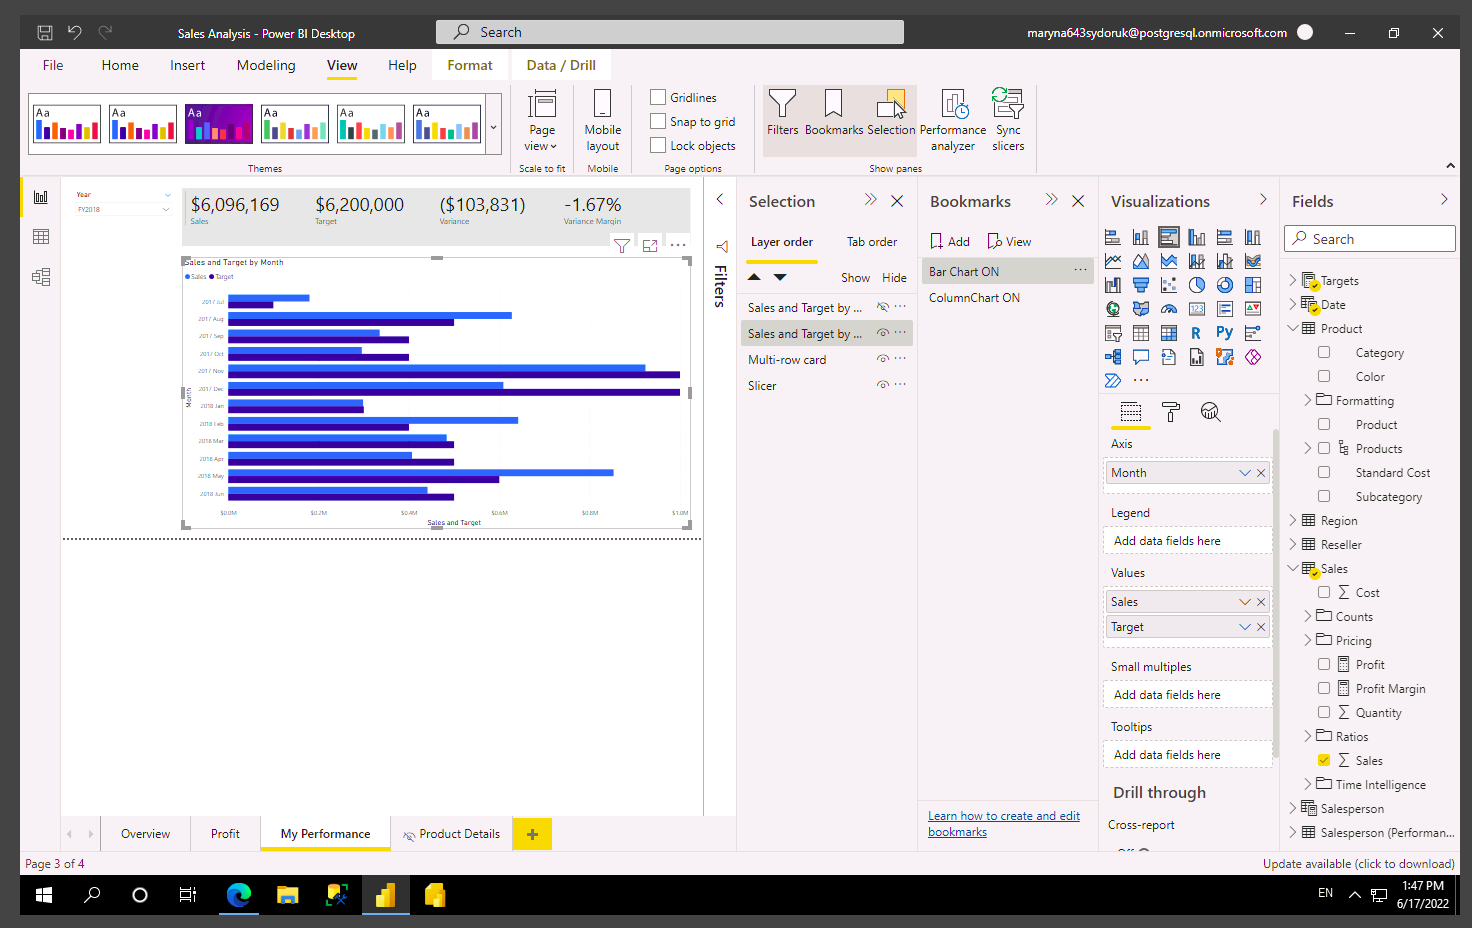 Sales Analysis - Power BI Desktop
Search
maryna643sydoruk@postgresql.onmicrosoft.com
File Home Insert Modeling View Help Format Data / Drill
Aa Aa Aa Aa Aa Aa
Themes
Page view
Scale to fit
Mobile layout
Mobile
Gridlines
Snap to grid
Lock objects
Page options
Filters Bookmarks Selection Performance analyzer Sync slicers
Show panes
Year
FY2018
$6,096,169 $6,200,000 ($103,831) -1.67%
Sales Target Variance Variance Margin
Sales and Target by Month
Sales Target
2017 Jul
2017 Aug
2017 Sep
2017 Oct
2017 Nov
2017 Dec
2018 Jan
2018 Feb
2018 Mar
2018 Apr
2018 May
2018 Jun
Month
$0.0M $0.2M $0.4M $0.6M $0.8M $1.0M
Sales and Target
Filters
Selection
Layer order Tab order
Show Hide
Sales and Target by ...
Sales and Target by ...
Multi-row card
Slicer
Bookmarks
Add View
Bar Chart ON
ColumnChart ON
Learn how to create and edit
bookmarks
Visualizations
123
R Py
Axis
Month
Legend
Add data fields here
Values
Sales
Target
Small multiples
Add data fields here
Tooltips
Add data fields here
Drill through
Cross-report
Fields
Search
Targets
Date
Product
Category
Color
Formatting
Product
Products
Standard Cost
Subcategory
Region
Reseller
Sales
Cost
Counts
Pricing
Profit
Profit Margin
Quantity
Ratios
Sales
Time Intelligence
Salesperson
Salesperson (Performan...
Overview Profit My Performance Product Details +
Page 3 of 4
Update available (click to download)
EN
1:47 PM
6/17/2022